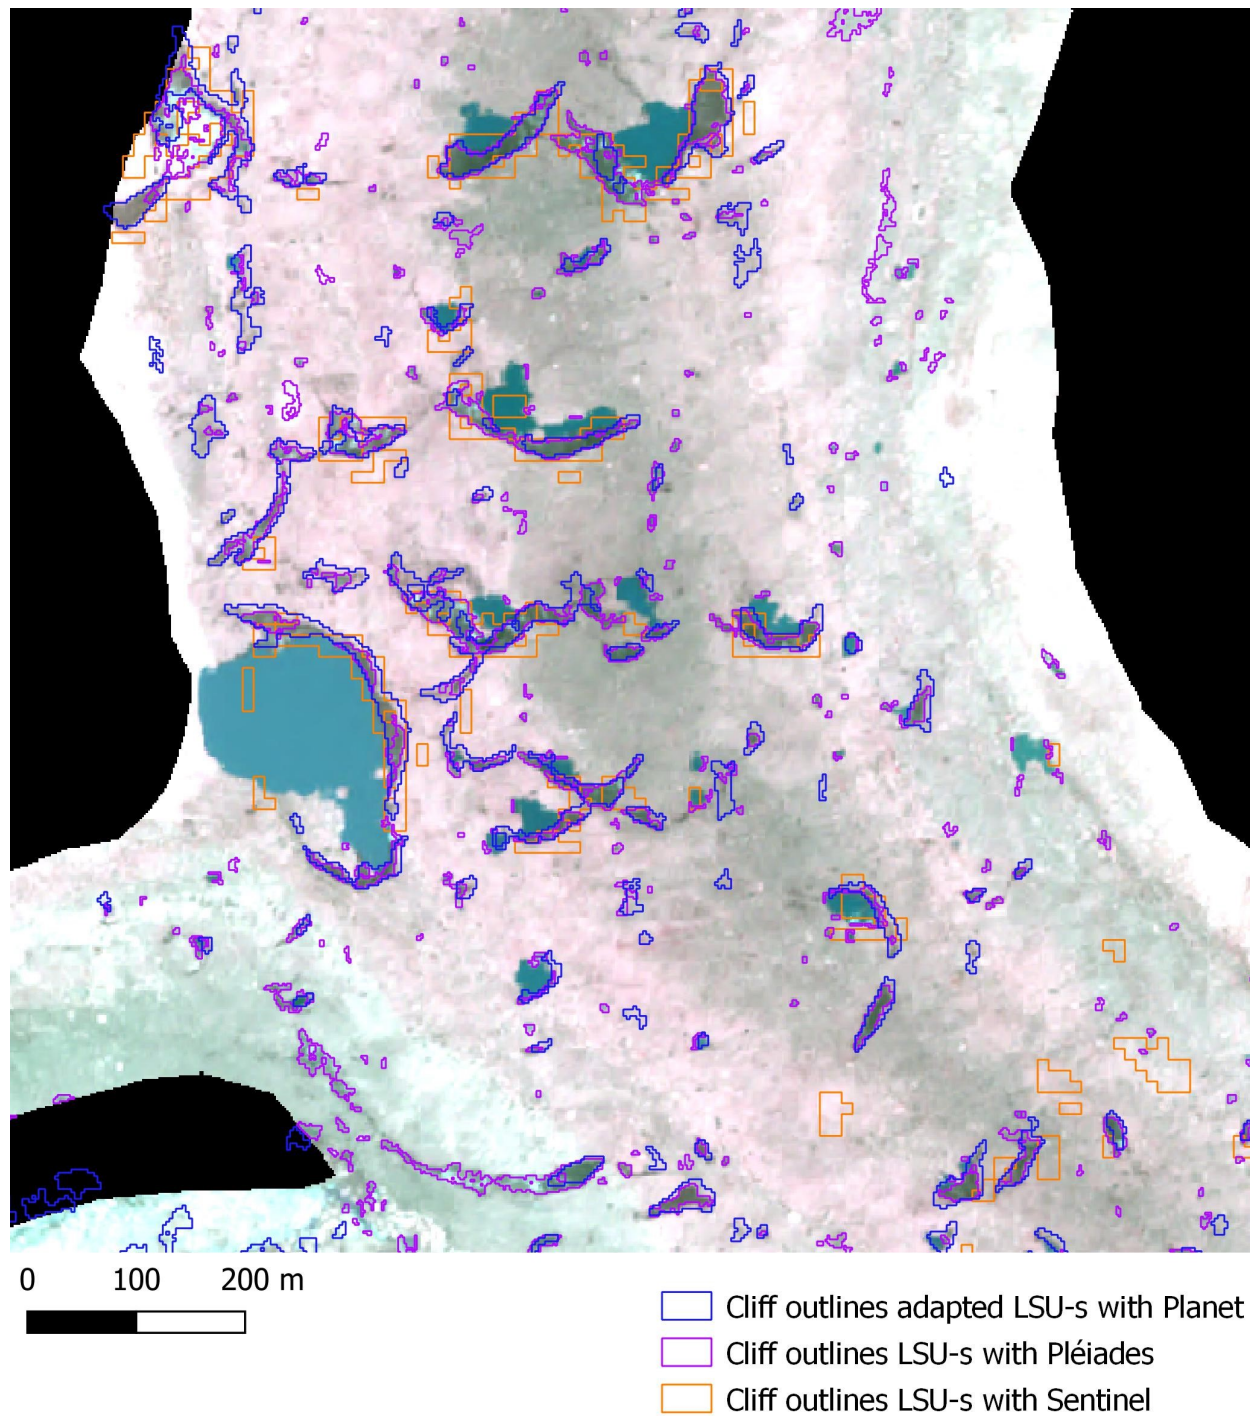 0 100 200 m
Cliff outlines adapted LSU-s with Planet
Cliff outlines LSU-s with Pléiades
Cliff outlines LSU-s with Sentinel